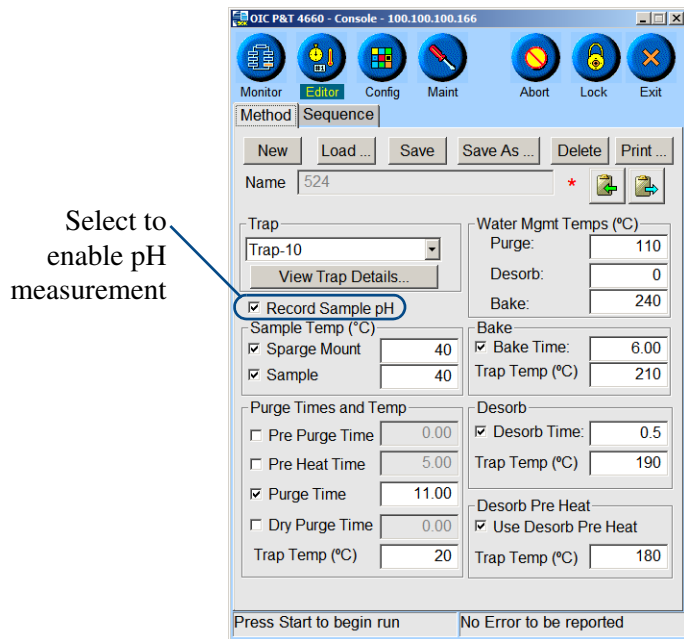 OIC P&T 4660 - Console - 100.100.100.166
Monitor Editor Config Maint Abort Lock Exit
Method Sequence
New Load ... Save Save As ... Delete Print ...
Name 524 *
Select to
enable pH
measurement
Trap
Trap-10
View Trap Details...
Record Sample pH
Water Mgmt Temps (ºC)
Purge: 110
Desorb: 0
Bake: 240
Sample Temp (°C)
Sparge Mount 40
Sample 40
Bake
Bake Time: 6.00
Trap Temp (ºC) 210
Purge Times and Temp
Pre Purge Time 0.00
Pre Heat Time 5.00
Purge Time 11.00
Dry Purge Time 0.00
Trap Temp (ºC) 20
Desorb
Desorb Time: 0.5
Trap Temp (ºC) 190
Desorb Pre Heat
Use Desorb Pre Heat
Trap Temp (ºC) 180
Press Start to begin run No Error to be reported